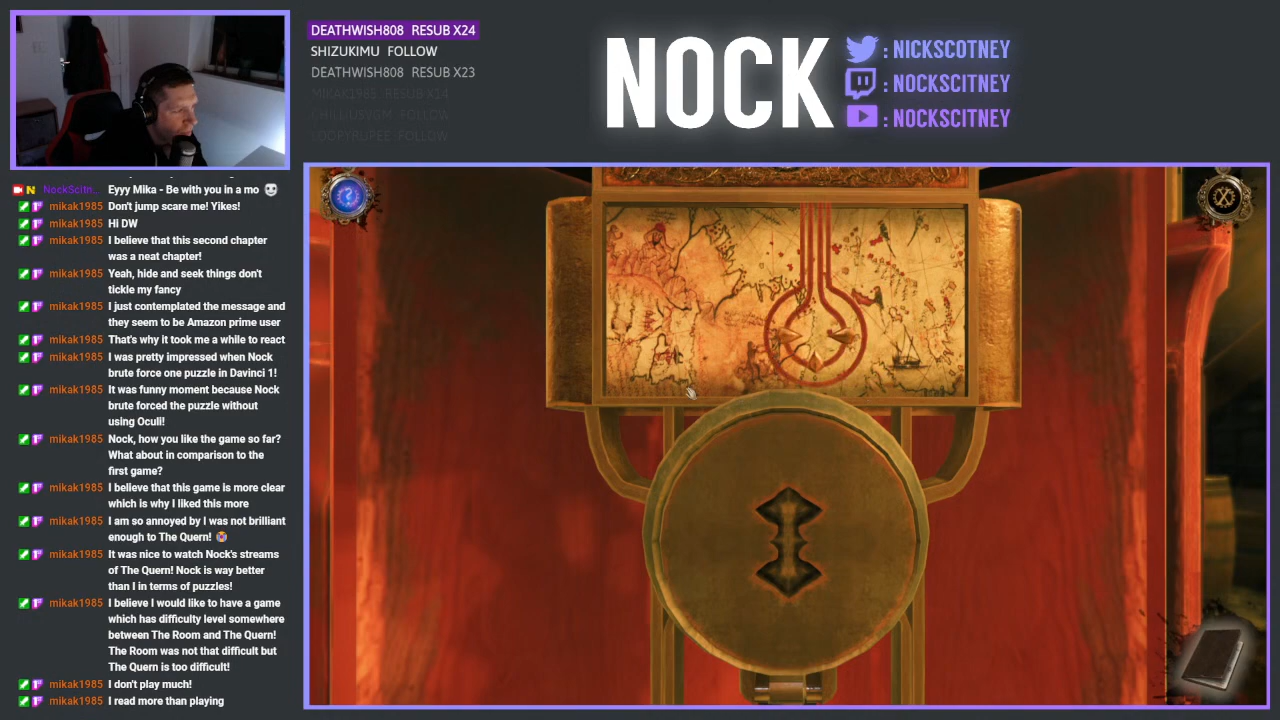 DEATHWISH808 RESUB X24
SHIZUKIMU FOLLOW
DEATHWISH808 RESUB X23
MIKAK1985 RESUB X14
CHILLIUSVGM FOLLOW
LOOPYRUPEE FOLLOW
NOCK
: NICKSCOTNEY
: NOCKSCITNEY
: NOCKSCITNEY
N NockScitn... Eyyy Mika - Be with you in a mo
mikak1985 Don't jump scare me! Yikes!
mikak1985 Hi DW
mikak1985 I believe that this second chapter
was a neat chapter!
mikak1985 Yeah, hide and seek things don't
tickle my fancy
mikak1985 I just contemplated the message and
they seem to be Amazon prime user
mikak1985 That's why it took me a while to react
mikak1985 I was pretty impressed when Nock
brute force one puzzle in Davinci 1!
mikak1985 It was funny moment because Nock
brute forced the puzzle without
using Oculi!
mikak1985 Nock, how you like the game so far?
What about in comparison to the
first game?
mikak1985 I believe that this game is more clear
which is why I liked this more
mikak1985 I am so annoyed by I was not brilliant
enough to The Quern!
mikak1985 It was nice to watch Nock's streams
of The Quern! Nock is way better
than I in terms of puzzles!
mikak1985 I believe I would like to have a game
which has difficulty level somewhere
between The Room and The Quern!
The Room was not that difficult but
The Quern is too difficult!
mikak1985 I don't play much!
mikak1985 I read more than playing